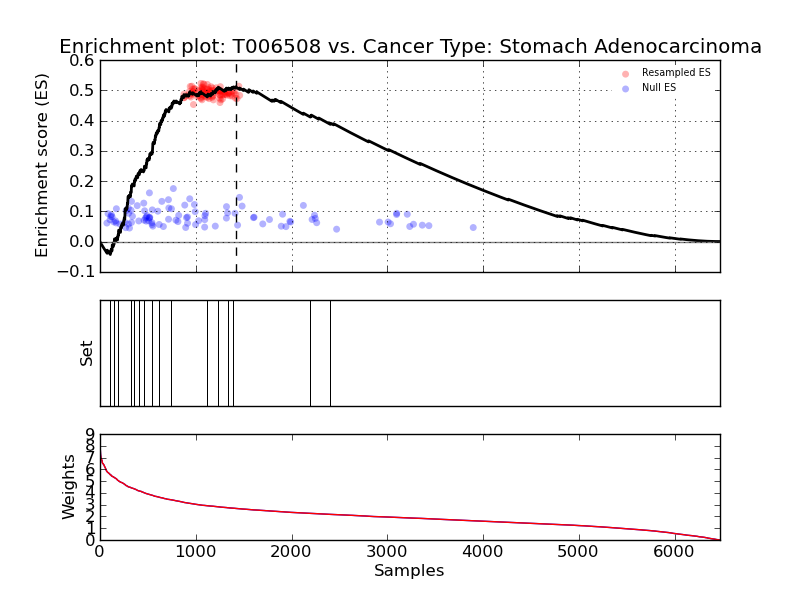 Enrichment plot: T006508 vs. Cancer Type: Stomach Adenocarcinoma
0.6
0.5
0.4
0.3
0.2
0.1
0.0
−0.1
Enrichment score (ES)
Resampled ES
Null ES
Set
9
8
7
6
5
4
3
2
1
0
Weights
0 1000 2000 3000 4000 5000 6000
Samples